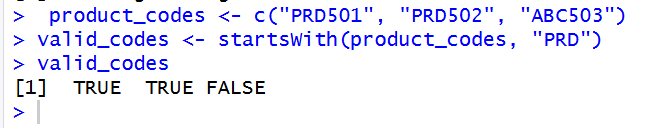 > product_codes <- c("PRD501", "PRD502", "ABC503")
> valid_codes <- startsWith(product_codes, "PRD")
> valid_codes
[1]  TRUE  TRUE FALSE
>